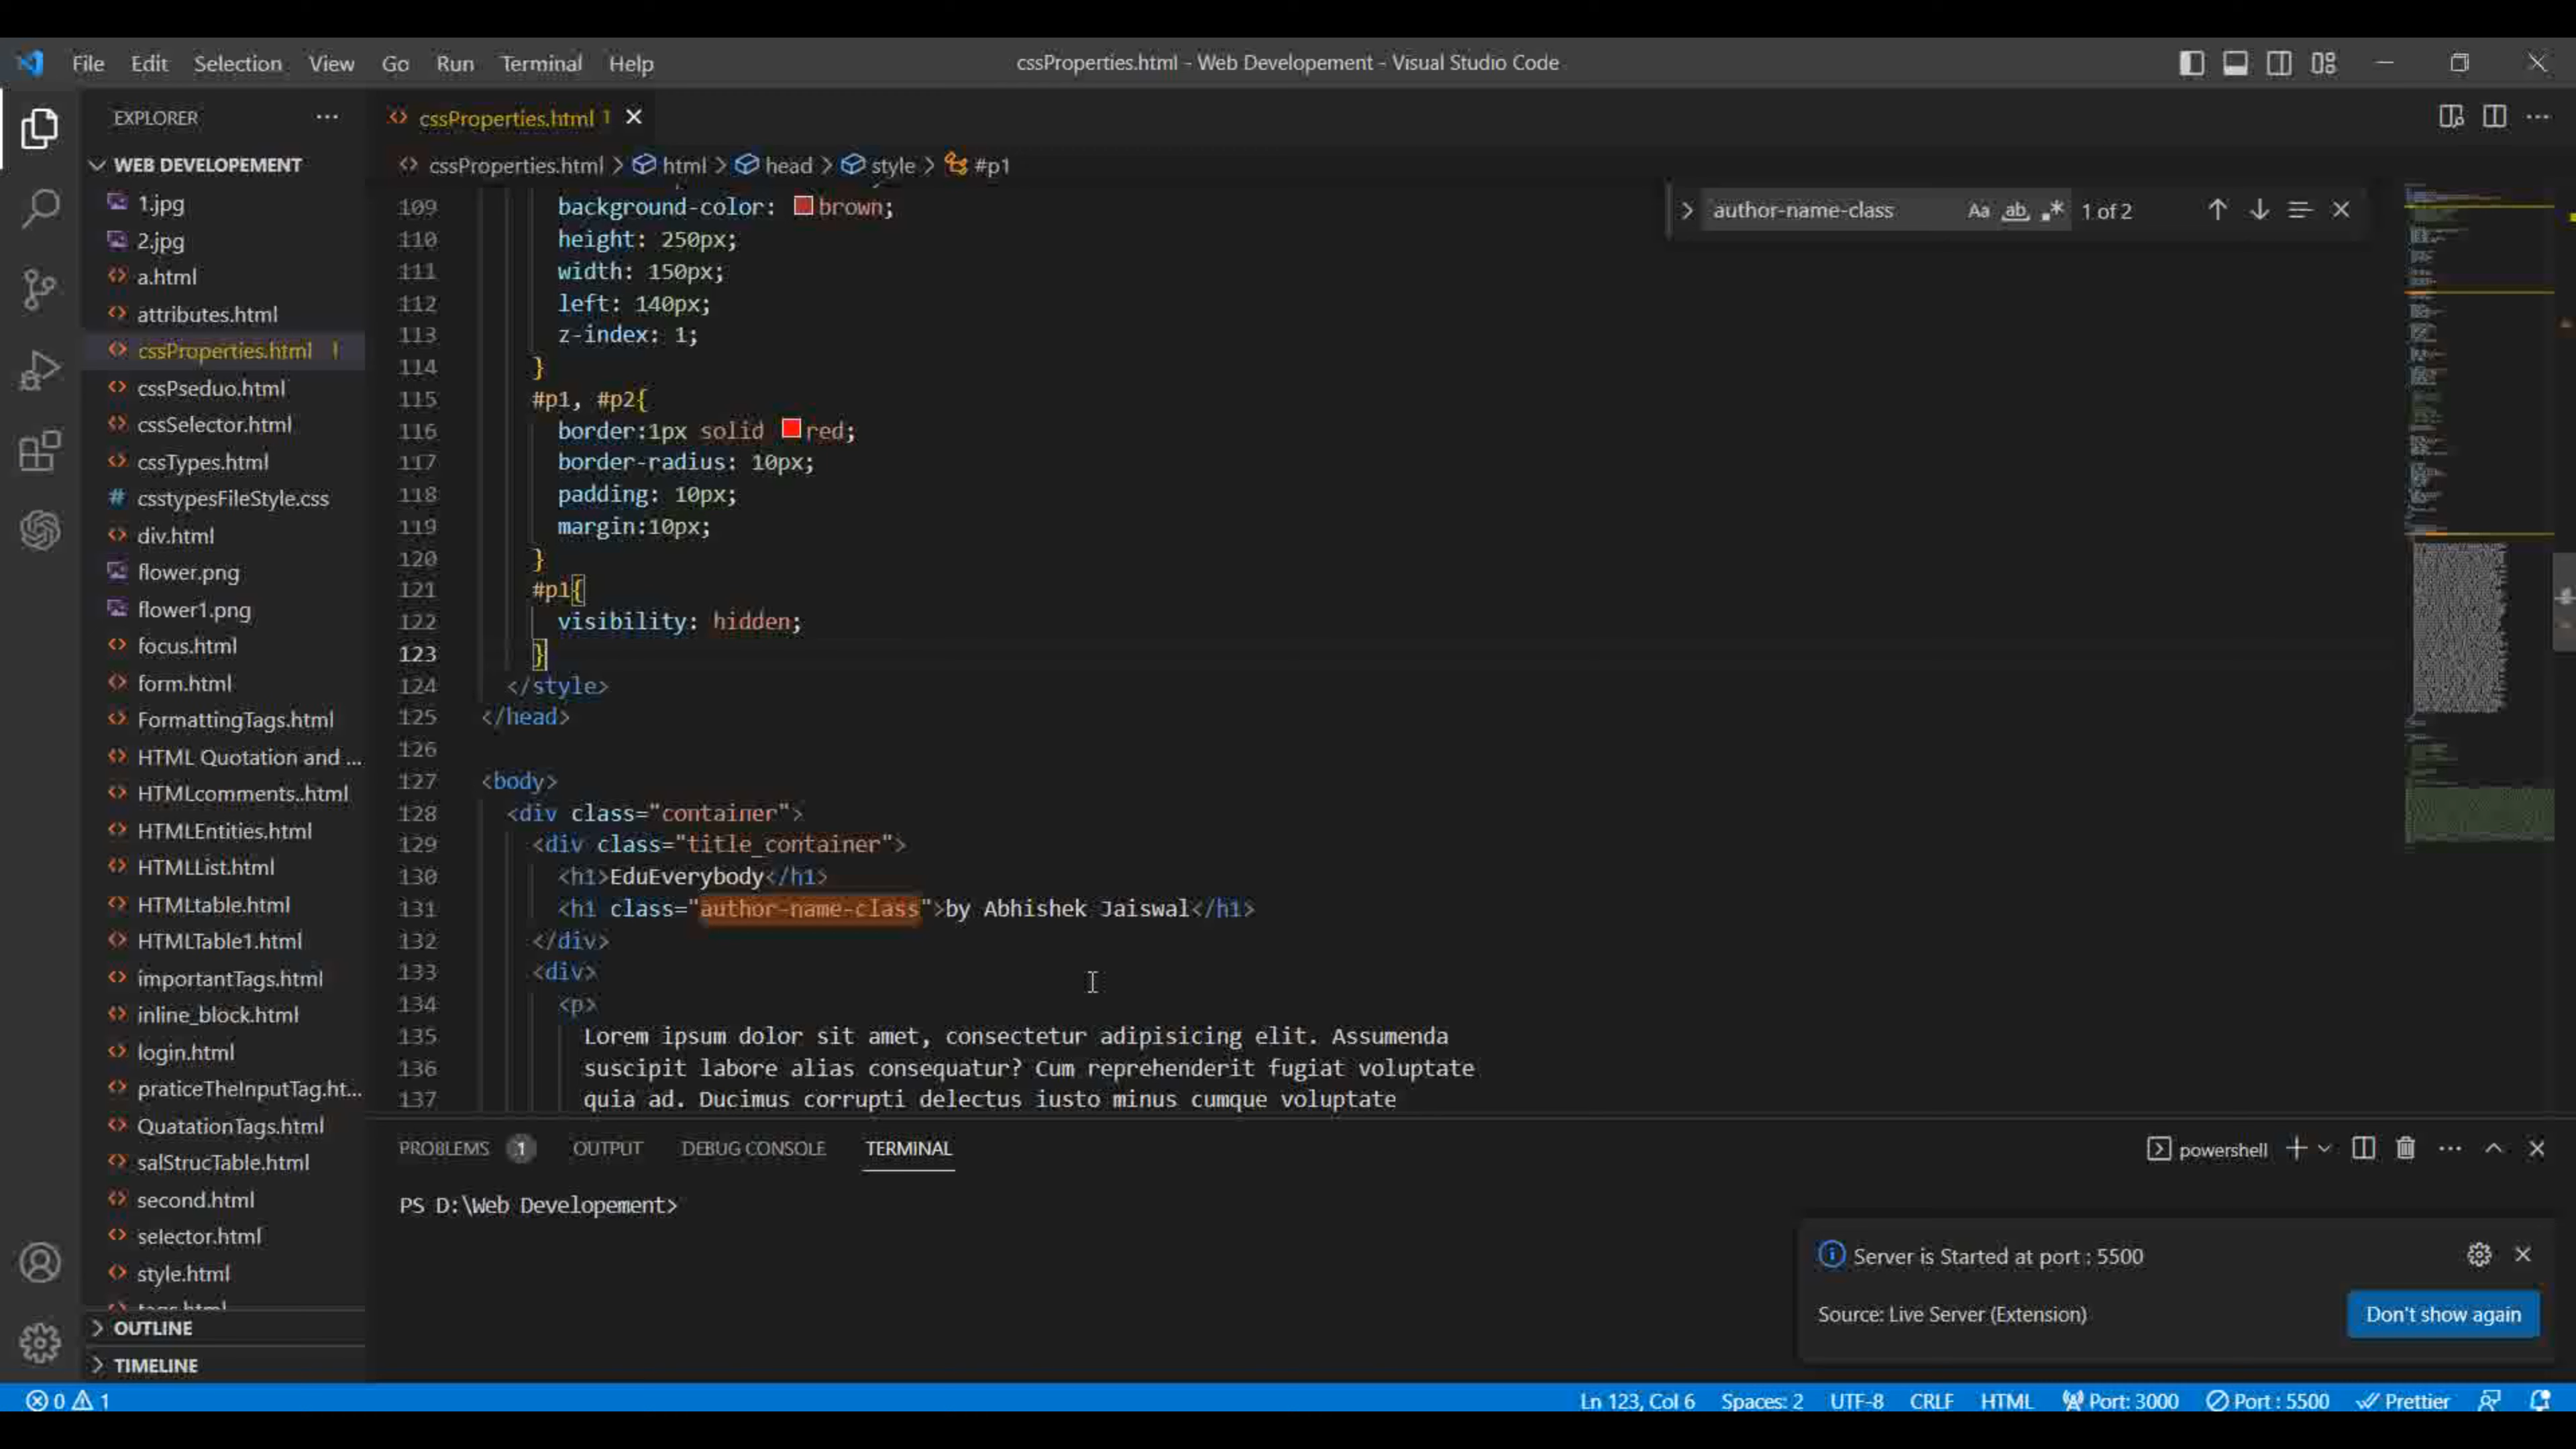 File Edit Selection View Go Run Terminal Help
cssProperties.html - Web Developement - Visual Studio Code
EXPLORER
WEB DEVELOPEMENT
1.jpg
2.jpg
a.html
attributes.html
cssProperties.html 1
cssPseduo.html
cssSelector.html
cssTypes.html
# csstypesFileStyle.css
div.html
flower.png
flower1.png
focus.html
form.html
FormattingTags.html
HTML Quotation and ...
HTMLcomments..html
HTMLEntities.html
HTMLList.html
HTMLtable.html
HTMLTable1.html
importantTags.html
inline_block.html
login.html
praticeTheInputTag.ht...
QuatationTags.html
salStrucTable.html
second.html
selector.html
style.html
tags.html
OUTLINE
TIMELINE
cssProperties.html 1
cssProperties.html > html > head > style > #p1
author-name-class Aa ab 1 of 2
109 background-color: brown;
110 height: 250px;
111 width: 150px;
112 left: 140px;
113 z-index: 1;
114 }
115 #p1, #p2{
116 border:1px solid red;
117 border-radius: 10px;
118 padding: 10px;
119 margin:10px;
120 }
121 #p1{
122 visibility: hidden;
123 }
124 </style>
125 </head>
126
127 <body>
128 <div class="container">
129 <div class="title_container">
130 <h1>EduEverybody</h1>
131 <h1 class="author-name-class">by Abhishek Jaiswal</h1>
132 </div>
133 <div>
134 <p>
135 Lorem ipsum dolor sit amet, consectetur adipisicing elit. Assumenda
136 suscipit labore alias consequatur? Cum reprehenderit fugiat voluptate
137 quia ad. Ducimus corrupti delectus iusto minus cumque voluptate
PROBLEMS 1 OUTPUT DEBUG CONSOLE TERMINAL
powershell
PS D:\Web Developement>
Server is Started at port : 5500
Source: Live Server (Extension)
Don't show again
0 1
Ln 123, Col 6 Spaces: 2 UTF-8 CRLF HTML Port: 3000 Port : 5500 Prettier